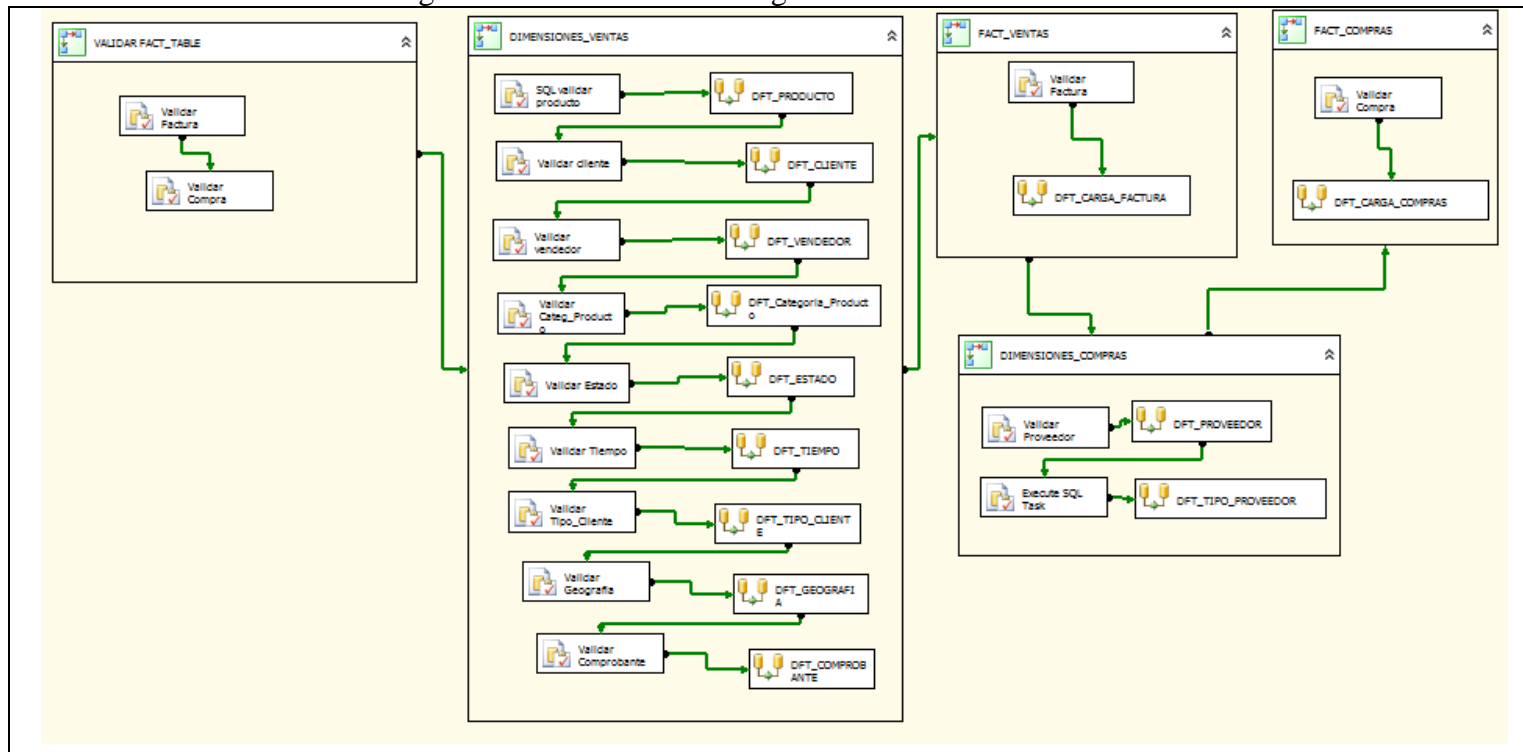 VALIDAR FACT_TABLE
Validar
Factura
Validar
Compra
DIMENSIONES_VENTAS
SQL validar
producto
DFT_PRODUCTO
Validar cliente
DFT_CLIENTE
Validar
vendedor
DFT_VENDEDOR
Validar
Categ_Product
o
DFT_Categoria_Product
o
Validar Estado
DFT_ESTADO
Validar Tiempo
DFT_TIEMPO
Validar
Tipo_Cliente
DFT_TIPO_CLIENT
E
Validar
Geografia
DFT_GEOGRAFI
A
Validar
Comprobante
DFT_COMPROB
ANTE
FACT_VENTAS
Validar
Factura
DFT_CARGA_FACTURA
FACT_COMPRAS
Validar
Compra
DFT_CARGA_COMPRAS
DIMENSIONES_COMPRAS
Validar
Proveedor
DFT_PROVEEDOR
Execute SQL
Task
DFT_TIPO_PROVEEDOR